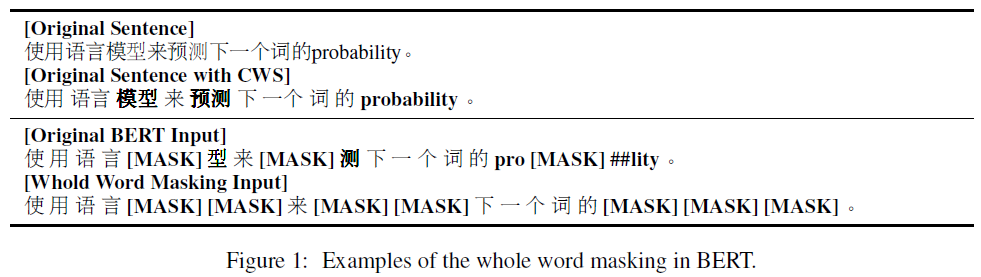 [Original Sentence]
使用语言模型来预测下一个词的probability。
[Original Sentence with CWS]
使用 语言 模型 来 预测 下 一个 词 的 probability 。
[Original BERT Input]
使 用 语 言 [MASK] 型 来 [MASK] 测 下 一 个 词 的 pro [MASK] ##lity 。
[Whold Word Masking Input]
使 用 语 言 [MASK] [MASK] 来 [MASK] [MASK] 下 一 个 词 的 [MASK] [MASK] [MASK] 。
Figure 1: Examples of the whole word masking in BERT.